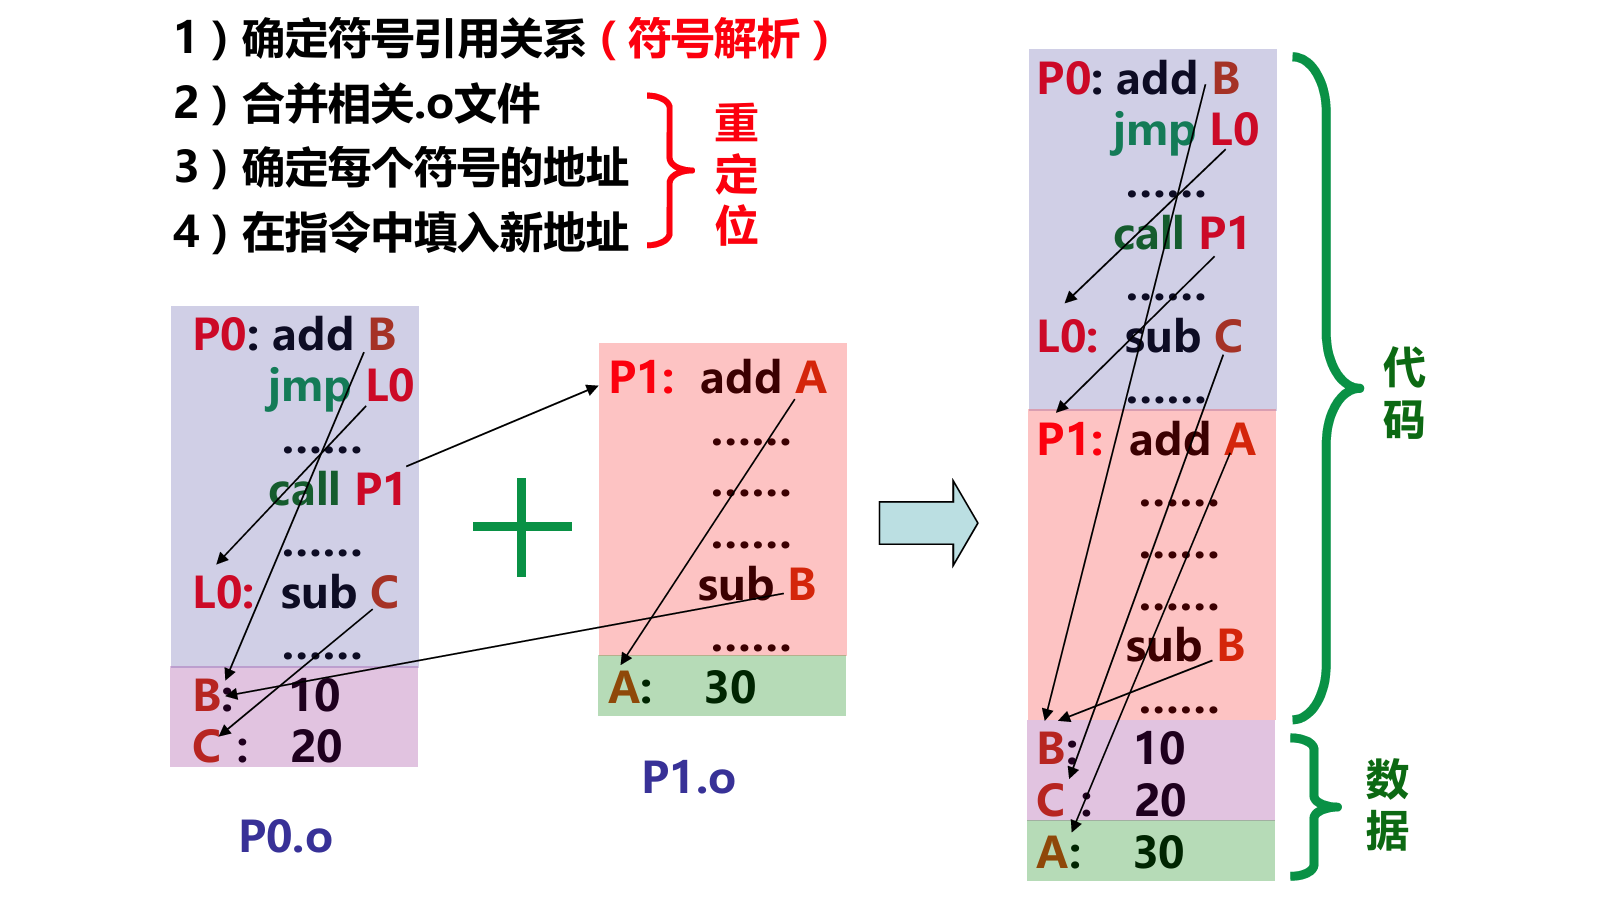 1）确定符号引用关系（符号解析）
2）合并相关.o文件
3）确定每个符号的地址
4）在指令中填入新地址
重
定
位
P0: add B
jmp L0
......
call P1
......
L0: sub C
......
B: 10
C : 20
P0.o
P1: add A
......
......
......
sub B
......
A: 30
P1.o
P0: add B
jmp L0
......
call P1
......
L0: sub C
......
P1: add A
......
......
......
sub B
......
B: 10
C : 20
A: 30
代
码
数
据